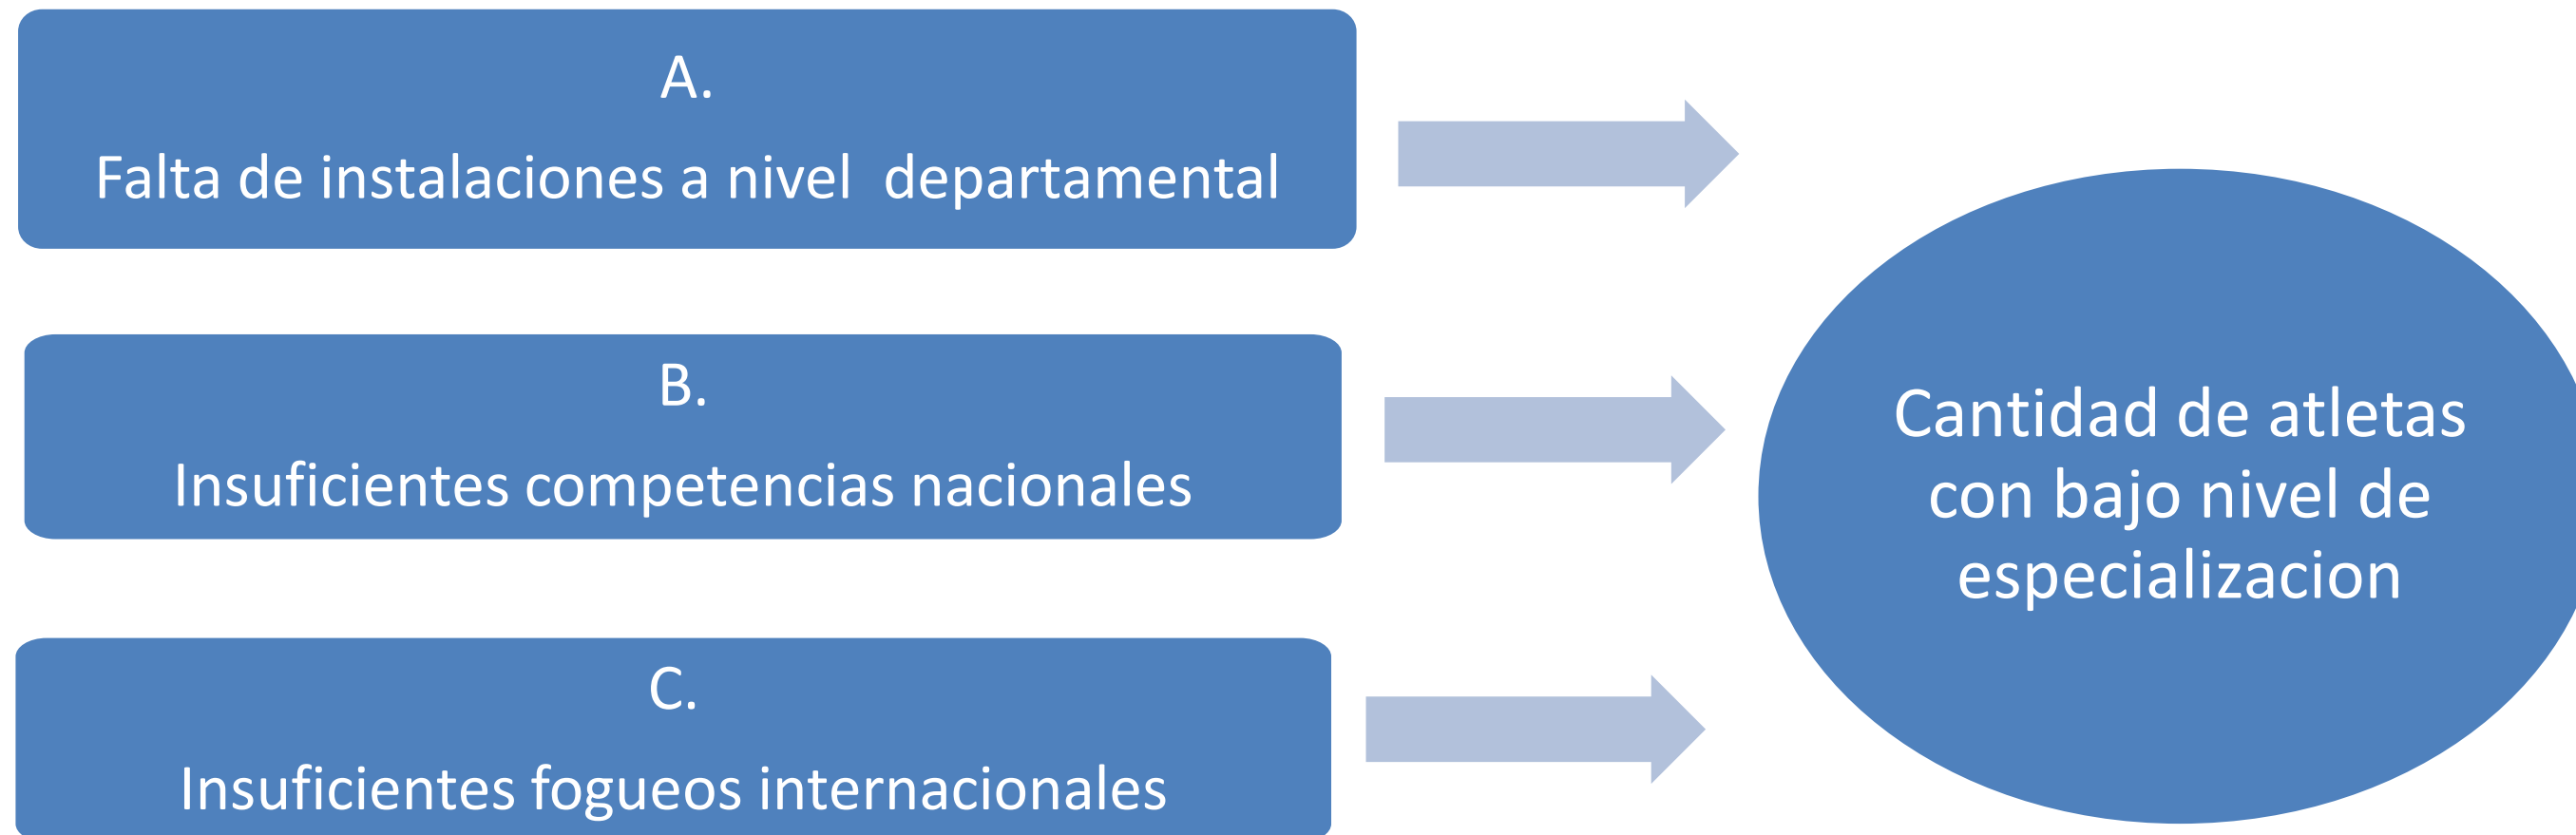 A.
Falta de instalaciones a nivel  departamental
B.
Insuficientes competencias nacionales
C.
Insuficientes fogueos internacionales
Cantidad de atletas
con bajo nivel de
especializacion